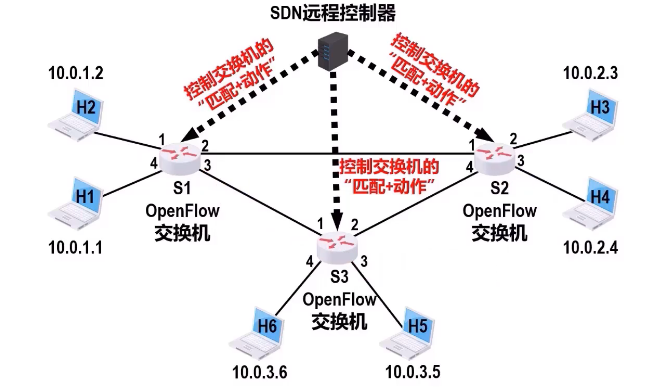 SDN远程控制器
控制交换机的
“匹配+动作”
控制交换机的
“匹配+动作”
控制交换机的
“匹配+动作”
10.0.1.2
H2
10.0.2.3
H3
1
2
4
3
S1
OpenFlow
交换机
H1
10.0.1.1
1
2
4
3
S2
OpenFlow
交换机
H4
10.0.2.4
1
2
4
3
S3
OpenFlow
交换机
H6
10.0.3.6
H5
10.0.3.5